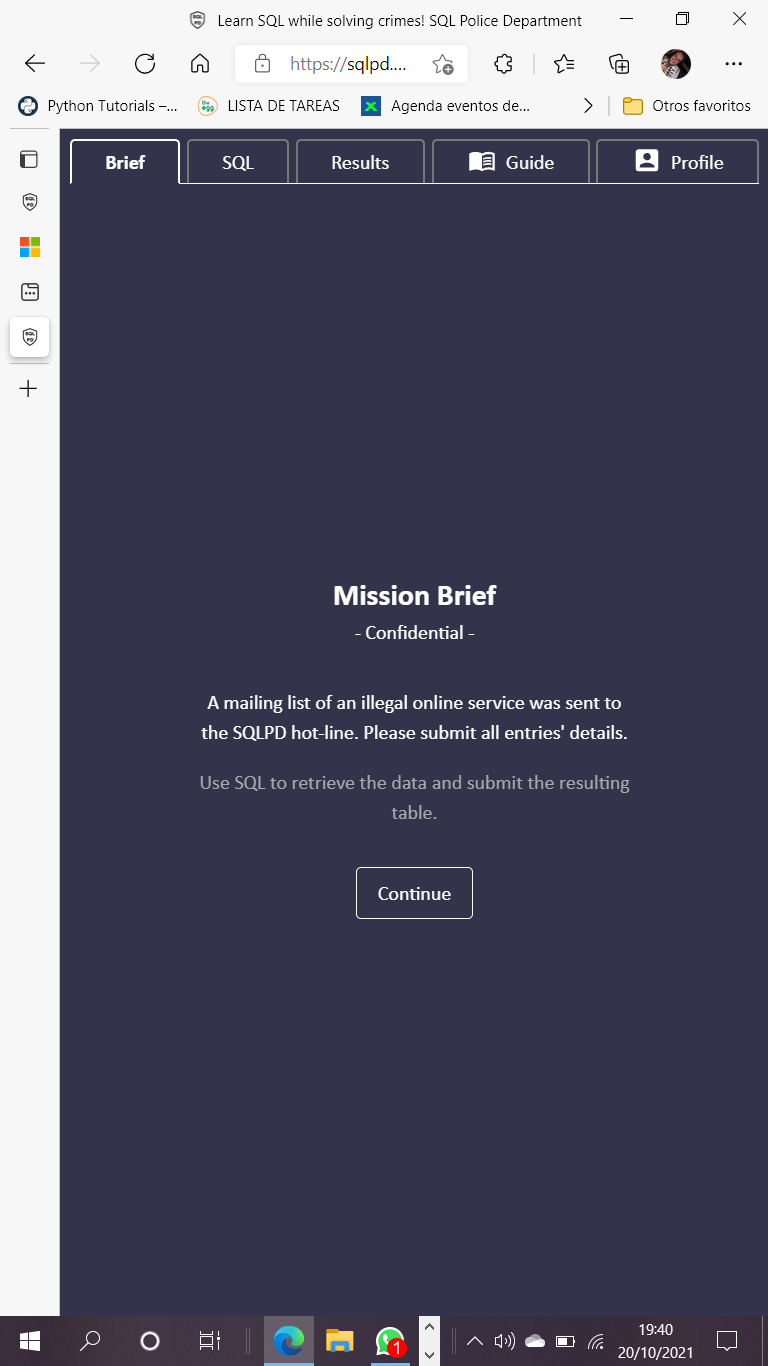 Learn SQL while solving crimes! SQL Police Department
https://sqlpd....
Python Tutorials –...
LISTA DE TAREAS
Agenda eventos de...
Otros favoritos
Brief
SQL
Results
Guide
Profile
Mission Brief
- Confidential -
A mailing list of an illegal online service was sent to
the SQLPD hot-line. Please submit all entries' details.
Use SQL to retrieve the data and submit the resulting
table.
Continue
1
19:40
20/10/2021